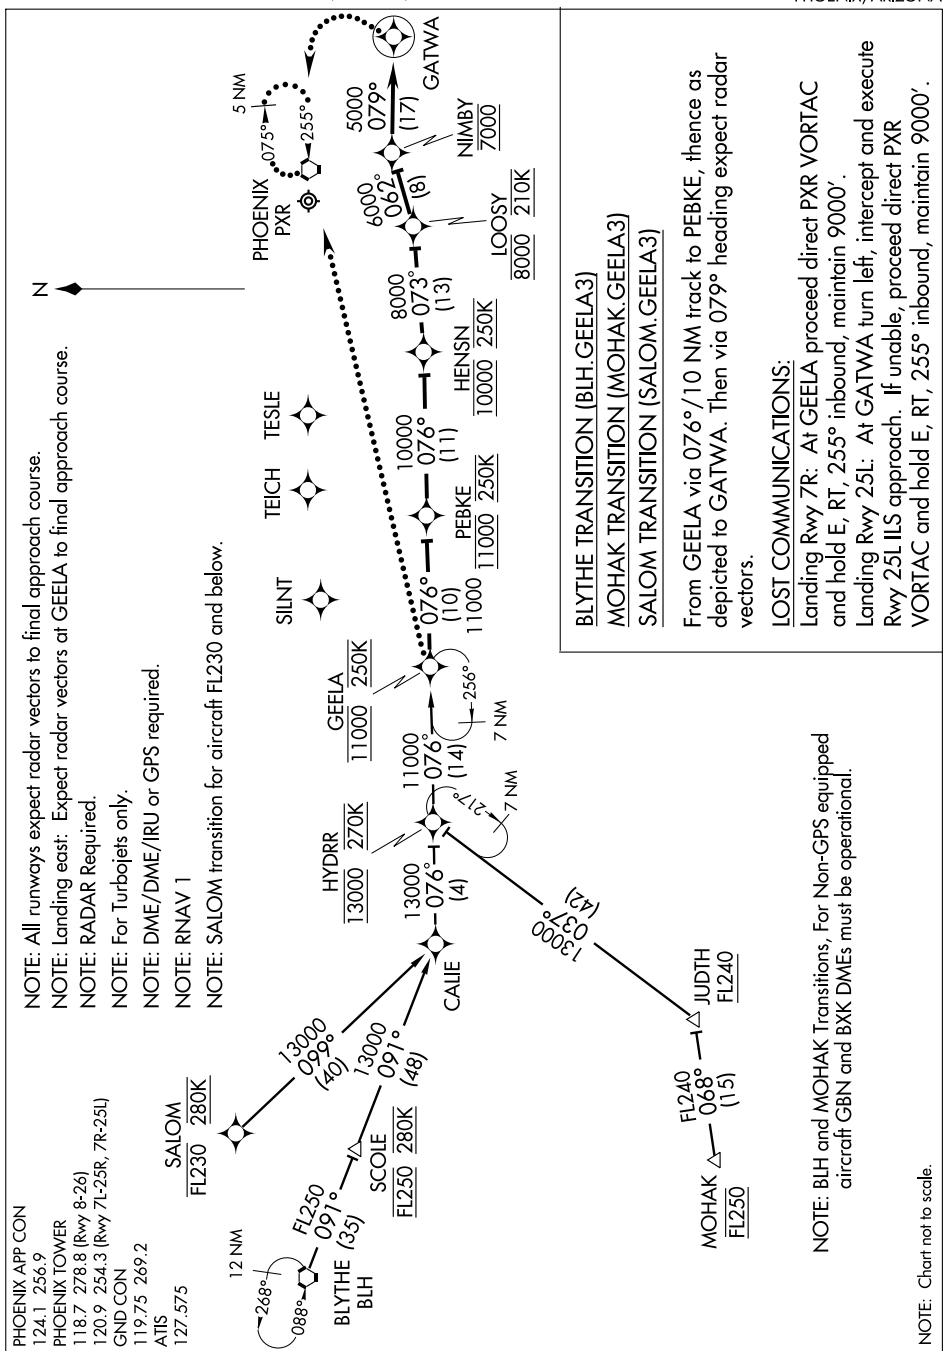 PHOENIX APP CON
124.1 256.9
PHOENIX TOWER
118.7 278.8 (Rwy 8-26)
120.9 254.3 (Rwy 7L-25R, 7R-25L)
GND CON
119.75 269.2
ATIS
127.575
NOTE: All runways expect radar vectors to final approach course.
NOTE: Landing east: Expect radar vectors at GEELA to final approach course.
NOTE: RADAR Required.
NOTE: For Turbojets only.
NOTE: DME/DME/IRU or GPS required.
NOTE: RNAV 1
NOTE: SALOM transition for aircraft FL230 and below.
N
SALOM
FL230 280K
13000
099°
(40)
12 NM
268°
088°
BLYTHE
BLH
FL250
091°
(35)
SCOLE
FL250 280K
13000
091°
(48)
CALIE
13000
076°
(4)
HYDRR
13000 270K
217°
7 NM
11000
076°
(14)
GEELA
11000 250K
256°
7 NM
076°
(10)
11000
PEBKE
11000 250K
10000
076°
(11)
HENSN
10000 250K
8000
073°
(13)
LOOSY
8000 210K
6000
062°
(8)
NIMBY
7000
5000
079°
(17)
GATWA
SILNT
TEICH
TESLE
PHOENIX
PXR
075°
255°
5 NM
MOHAK
FL250
FL240
068°
(15)
JUDTH
FL240
13000
037°
(42)
NOTE: BLH and MOHAK Transitions, For Non-GPS equipped
aircraft GBN and BXK DMEs must be operational.
NOTE: Chart not to scale.
BLYTHE TRANSITION (BLH.GEELA3)
MOHAK TRANSITION (MOHAK.GEELA3)
SALOM TRANSITION (SALOM.GEELA3)
From GEELA via 076°/10 NM track to PEBKE, thence as
depicted to GATWA. Then via 079° heading expect radar
vectors.
LOST COMMUNICATIONS:
Landing Rwy 7R: At GEELA proceed direct PXR VORTAC
and hold E, RT, 255° inbound, maintain 9000'.
Landing Rwy 25L: At GATWA turn left, intercept and execute
Rwy 25L ILS approach. If unable, proceed direct PXR
VORTAC and hold E, RT, 255° inbound, maintain 9000'.